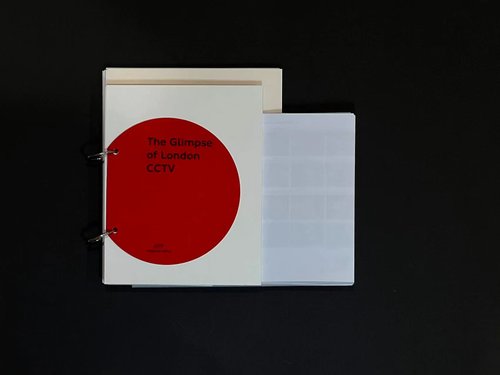 The Glimpse
of London
CCTV